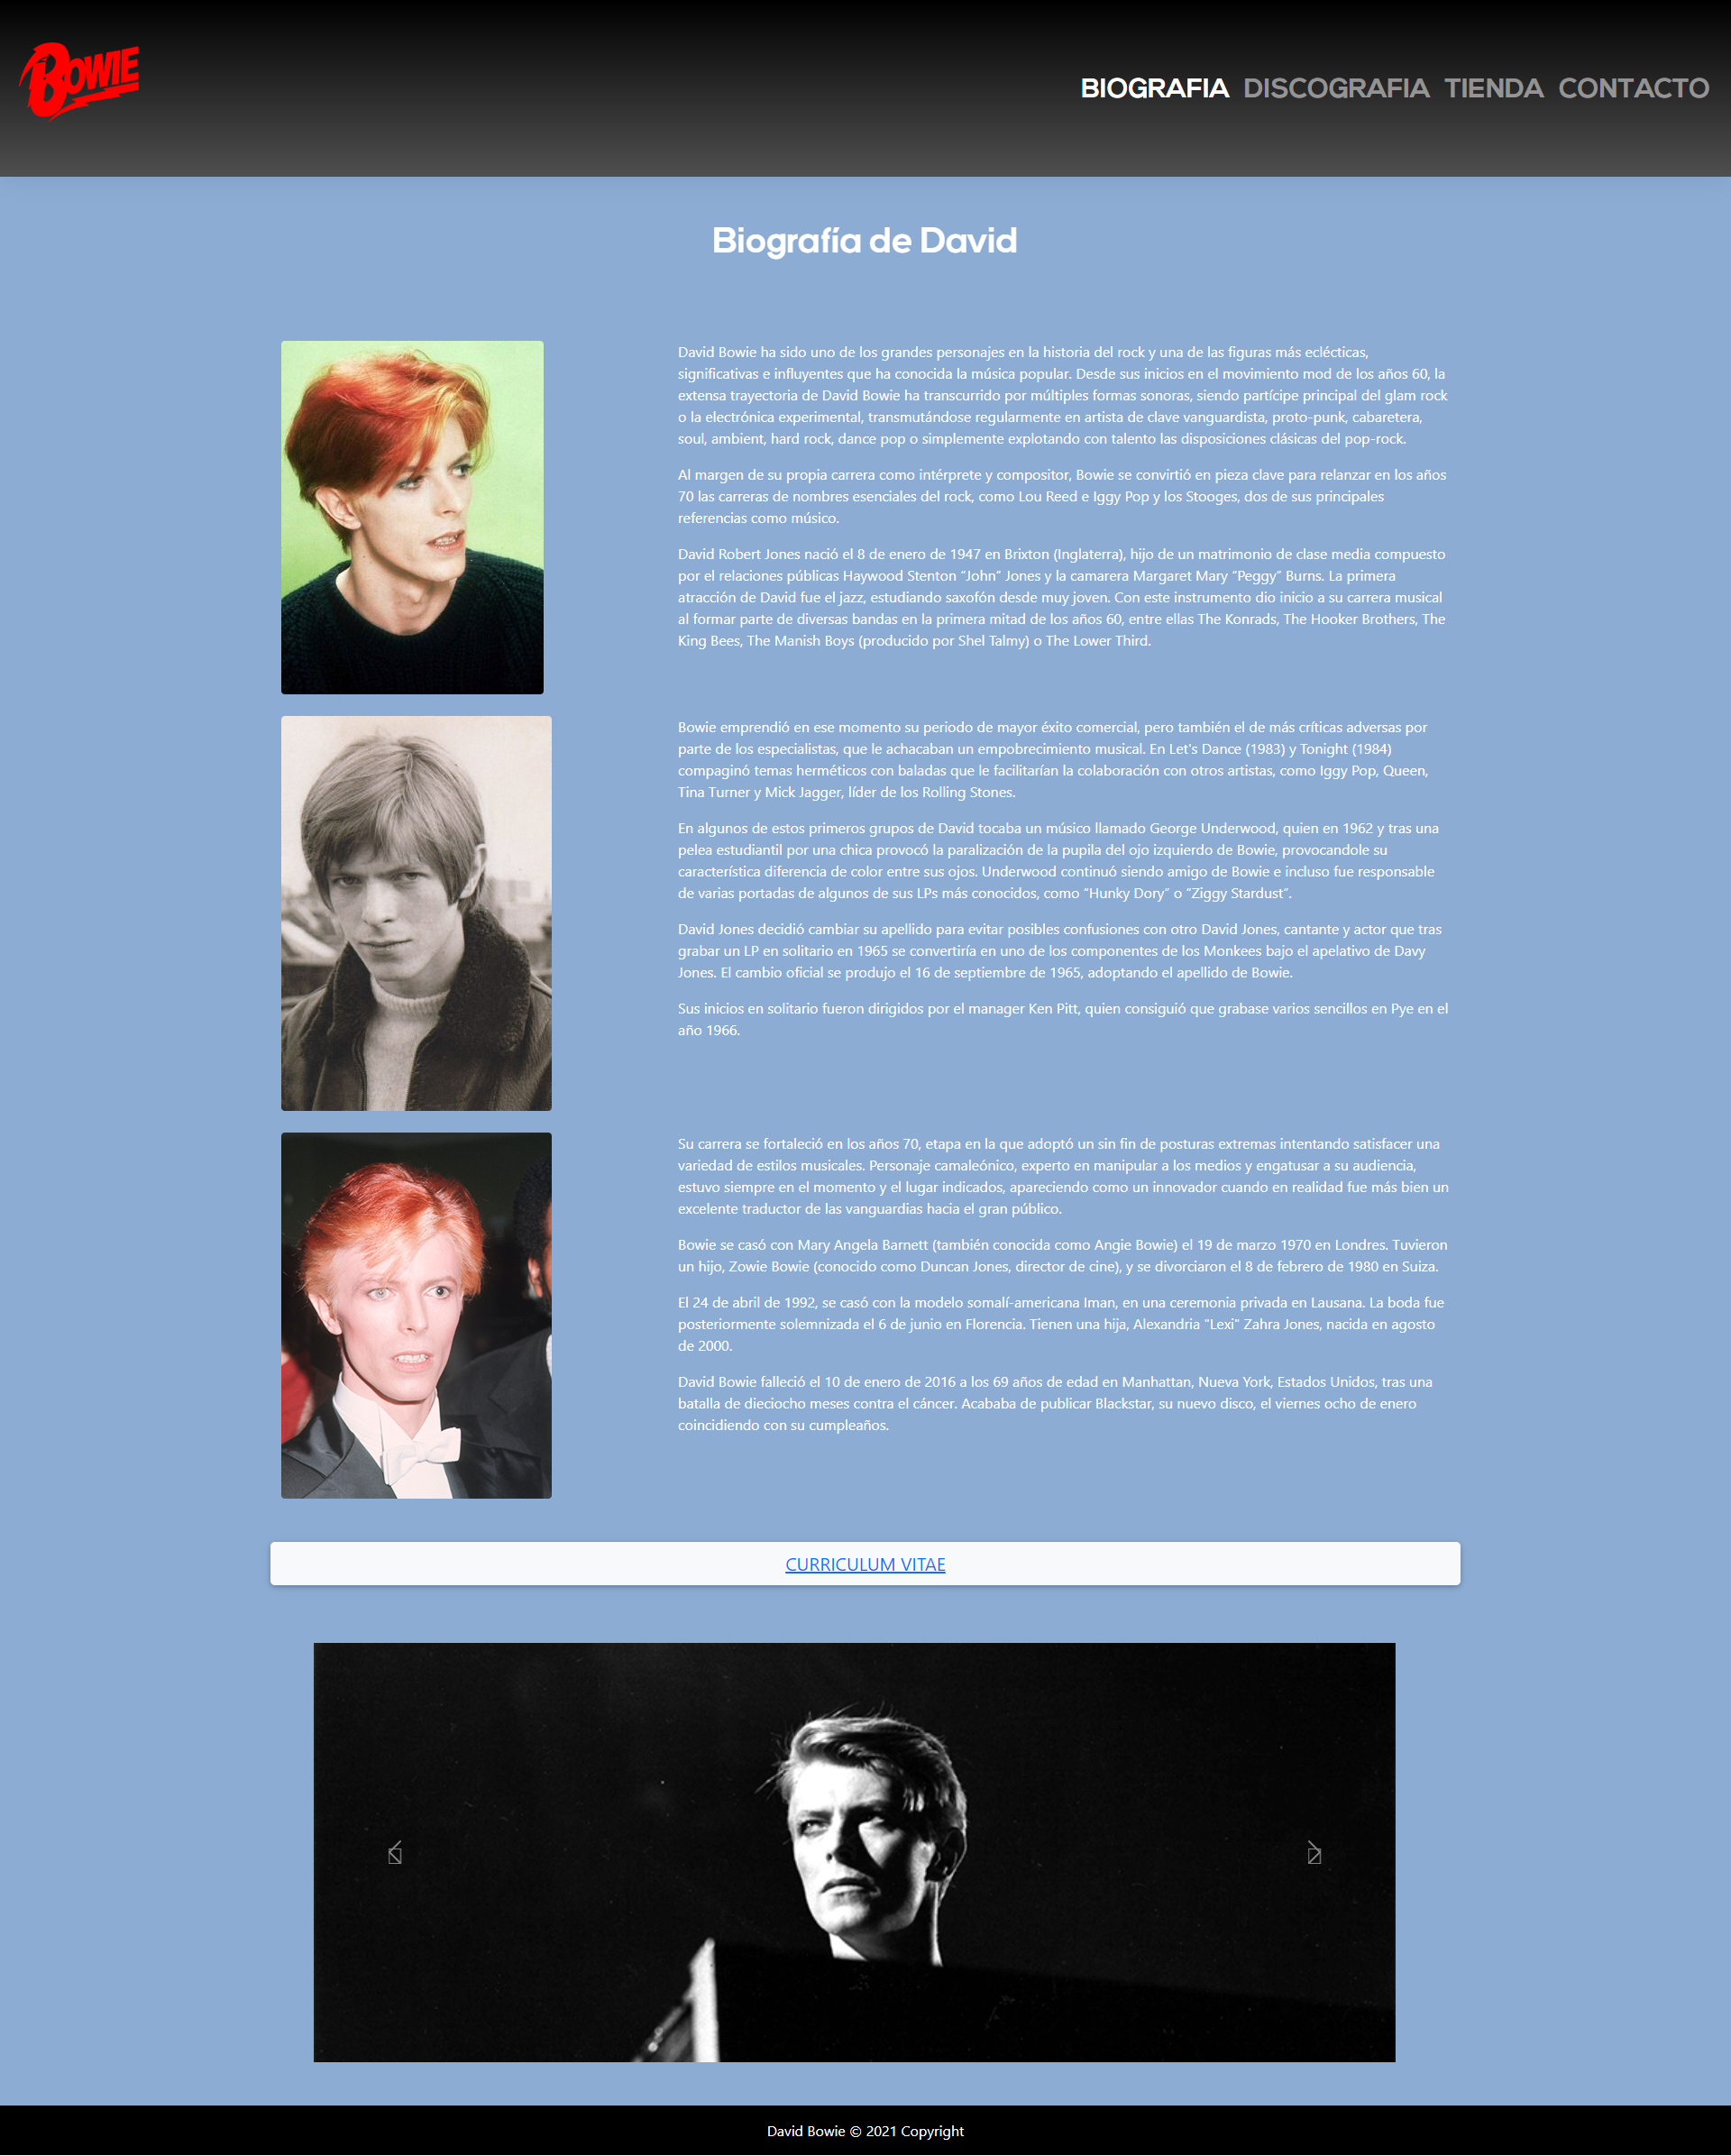 BOWIE
BIOGRAFIA DISCOGRAFIA TIENDA CONTACTO
Biografía de David
David Bowie ha sido uno de los grandes personajes en la historia del rock y una de las figuras más eclécticas,
significativas e influyentes que ha conocida la música popular. Desde sus inicios en el movimiento mod de los años 60, la
extensa trayectoria de David Bowie ha transcurrido por múltiples formas sonoras, siendo partícipe principal del glam rock
o la electrónica experimental, transmutándose regularmente en artista de clave vanguardista, proto-punk, cabaretera,
soul, ambient, hard rock, dance pop o simplemente explotando con talento las disposiciones clásicas del pop-rock.
Al margen de su propia carrera como intérprete y compositor, Bowie se convirtió en pieza clave para relanzar en los años
70 las carreras de nombres esenciales del rock, como Lou Reed e Iggy Pop y los Stooges, dos de sus principales
referencias como músico.
David Robert Jones nació el 8 de enero de 1947 en Brixton (Inglaterra), hijo de un matrimonio de clase media compuesto
por el relaciones públicas Haywood Stenton “John” Jones y la camarera Margaret Mary “Peggy” Burns. La primera
atracción de David fue el jazz, estudiando saxofón desde muy joven. Con este instrumento dio inicio a su carrera musical
al formar parte de diversas bandas en la primera mitad de los años 60, entre ellas The Konrads, The Hooker Brothers, The
King Bees, The Manish Boys (producido por Shel Talmy) o The Lower Third.
Bowie emprendió en ese momento su periodo de mayor éxito comercial, pero también el de más críticas adversas por
parte de los especialistas, que le achacaban un empobrecimiento musical. En Let's Dance (1983) y Tonight (1984)
compaginó temas herméticos con baladas que le facilitarían la colaboración con otros artistas, como Iggy Pop, Queen,
Tina Turner y Mick Jagger, líder de los Rolling Stones.
En algunos de estos primeros grupos de David tocaba un músico llamado George Underwood, quien en 1962 y tras una
pelea estudiantil por una chica provocó la paralización de la pupila del ojo izquierdo de Bowie, provocandole su
característica diferencia de color entre sus ojos. Underwood continuó siendo amigo de Bowie e incluso fue responsable
de varias portadas de algunos de sus LPs más conocidos, como “Hunky Dory” o “Ziggy Stardust”.
David Jones decidió cambiar su apellido para evitar posibles confusiones con otro David Jones, cantante y actor que tras
grabar un LP en solitario en 1965 se convertiría en uno de los componentes de los Monkees bajo el apelativo de Davy
Jones. El cambio oficial se produjo el 16 de septiembre de 1965, adoptando el apellido de Bowie.
Sus inicios en solitario fueron dirigidos por el manager Ken Pitt, quien consiguió que grabase varios sencillos en Pye en el
año 1966.
Su carrera se fortaleció en los años 70, etapa en la que adoptó un sin fin de posturas extremas intentando satisfacer una
variedad de estilos musicales. Personaje camaleónico, experto en manipular a los medios y engatusar a su audiencia,
estuvo siempre en el momento y el lugar indicados, apareciendo como un innovador cuando en realidad fue más bien un
excelente traductor de las vanguardias hacia el gran público.
Bowie se casó con Mary Angela Barnett (también conocida como Angie Bowie) el 19 de marzo 1970 en Londres. Tuvieron
un hijo, Zowie Bowie (conocido como Duncan Jones, director de cine), y se divorciaron el 8 de febrero de 1980 en Suiza.
El 24 de abril de 1992, se casó con la modelo somalí-americana Iman, en una ceremonia privada en Lausana. La boda fue
posteriormente solemnizada el 6 de junio en Florencia. Tienen una hija, Alexandria "Lexi" Zahra Jones, nacida en agosto
de 2000.
David Bowie falleció el 10 de enero de 2016 a los 69 años de edad en Manhattan, Nueva York, Estados Unidos, tras una
batalla de dieciocho meses contra el cáncer. Acababa de publicar Blackstar, su nuevo disco, el viernes ocho de enero
coincidiendo con su cumpleaños.
CURRICULUM VITAE
David Bowie © 2021 Copyright